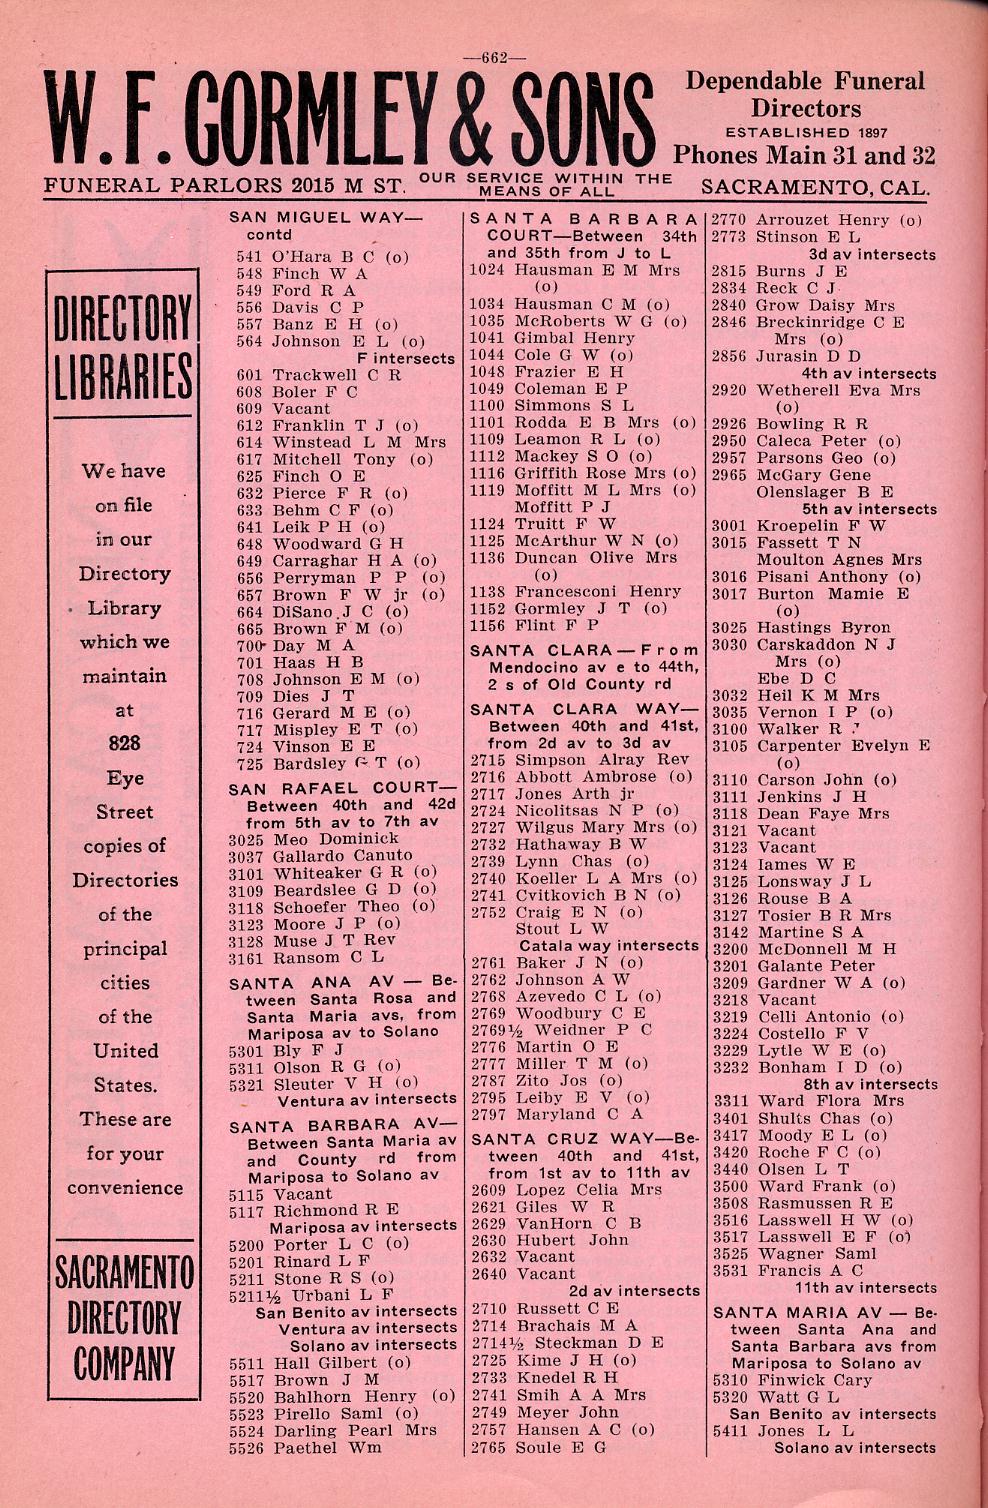 —662—
W. F. GORMLEY & SONS
Dependable Funeral
Directors
ESTABLISHED 1897
Phones Main 31 and 32
FUNERAL PARLORS 2015 M ST.
OUR SERVICE WITHIN THE
MEANS OF ALL
SACRAMENTO, CAL.
DIRECTORY
LIBRARIES
We have
on file
in our
Directory
Library
which we
maintain
at
828
Eye
Street
copies of
Directories
of the
principal
cities
of the
United
States.
These are
for your
convenience
SACRAMENTO
DIRECTORY
COMPANY
SAN MIGUEL WAY—
contd
541 O'Hara B C (o)
548 Finch W A
549 Ford R A
556 Davis C P
557 Banz E H (o)
564 Johnson E L (o)
F intersects
601 Trackwell C R
608 Boler F C
609 Vacant
612 Franklin T J (o)
614 Winstead L M Mrs
617 Mitchell Tony (o)
625 Finch O E
632 Pierce F R (o)
633 Behm C F (o)
641 Leik P H (o)
648 Woodward G H
649 Carraghar H A (o)
656 Perryman P P (o)
657 Brown F W jr (o)
664 DiSano J C (o)
665 Brown F M (o)
700 Day M A
701 Haas H B
708 Johnson E M (o)
709 Dies J T
716 Gerard M E (o)
717 Mispley E T (o)
724 Vinson E E
725 Bardsley T (o)
SAN RAFAEL COURT—
Between 40th and 42d
from 5th av to 7th av
3025 Meo Dominick
3037 Gallardo Canuto
3101 Whiteaker G R (o)
3109 Beardslee G D (o)
3118 Schoefer Theo (o)
3123 Moore J P (o)
3128 Muse J T Rev
3161 Ransom C L
SANTA ANA AV — Be-
tween Santa Rosa and
Santa Maria avs, from
Mariposa av to Solano
5301 Bly F J
5311 Olson R G (o)
5321 Sleuter V H (o)
Ventura av intersects
SANTA BARBARA AV—
Between Santa Maria av
and County rd from
Mariposa to Solano av
5115 Vacant
5117 Richmond R E
Mariposa av intersects
5200 Porter L C (o)
5201 Rinard L F
5211 Stone R S (o)
5211½ Urbani L F
San Benito av intersects
Ventura av intersects
Solano av intersects
5511 Hall Gilbert (o)
5517 Brown J M
5520 Bahlhorn Henry (o)
5523 Pirello Saml (o)
5524 Darling Pearl Mrs
5526 Paethel Wm
SANTA BARBARA
COURT—Between 34th
and 35th from J to L
1024 Hausman E M Mrs
(o)
1034 Hausman C M (o)
1035 McRoberts W G (o)
1041 Gimbal Henry
1044 Cole G W (o)
1048 Frazier E H
1049 Coleman E P
1100 Simmons S L
1101 Rodda E B Mrs (o)
1109 Leamon R L (o)
1112 Mackey S O (o)
1116 Griffith Rose Mrs (o)
1119 Moffitt M L Mrs (o)
Moffitt P J
1124 Truitt F W
1125 McArthur W N (o)
1136 Duncan Olive Mrs
(o)
1138 Francesconi Henry
1152 Gormley J T (o)
1156 Flint F P
SANTA CLARA — From
Mendocino av e to 44th,
2 s of Old County rd
SANTA CLARA WAY—
Between 40th and 41st,
from 2d av to 3d av
2715 Simpson Alray Rev
2716 Abbott Ambrose (o)
2717 Jones Arth jr
2724 Nicolitsas N P (o)
2727 Wilgus Mary Mrs (o)
2732 Hathaway B W
2739 Lynn Chas (o)
2740 Koeller L A Mrs (o)
2741 Cvitkovich B N (o)
2752 Craig E N (o)
Stout L W
Catala way intersects
2761 Baker J N (o)
2762 Johnson A W
2768 Azevedo C L (o)
2769 Woodbury C E
2769½ Weidner P C
2776 Martin O E
2777 Miller T M (o)
2787 Zito Jos (o)
2795 Leiby E V (o)
2797 Maryland C A
SANTA CRUZ WAY—Be-
tween 40th and 41st,
from 1st av to 11th av
2609 Lopez Celia Mrs
2621 Giles W R
2629 VanHorn C B
2630 Hubert John
2632 Vacant
2640 Vacant
2d av intersects
2710 Russett C E
2714 Brachais M A
2714½ Steckman D E
2725 Kime J H (o)
2733 Knedel R H
2741 Smih A A Mrs
2749 Meyer John
2757 Hansen A C (o)
2765 Soule E G
2770 Arrouzet Henry (o)
2773 Stinson E L
3d av intersects
2815 Burns J E
2834 Reck C J
2840 Grow Daisy Mrs
2846 Breckinridge C E
Mrs (o)
2856 Jurasin D D
4th av intersects
2920 Wetherell Eva Mrs
(o)
2926 Bowling R R
2950 Caleca Peter (o)
2957 Parsons Geo (o)
2965 McGary Gene
Olenslager B E
5th av intersects
3001 Kroepelin F W
3015 Fassett T N
Moulton Agnes Mrs
3016 Pisani Anthony (o)
3017 Burton Mamie E
(o)
3025 Hastings Byron
3030 Carskaddon N J
Mrs (o)
Ebe D C
3032 Heil K M Mrs
3035 Vernon I P (o)
3100 Walker R
3105 Carpenter Evelyn E
(o)
3110 Carson John (o)
3111 Jenkins J H
3118 Dean Faye Mrs
3121 Vacant
3123 Vacant
3124 Iames W E
3125 Lonsway J L
3126 Rouse B A
3127 Tosier B R Mrs
3142 Martine S A
3200 McDonnell M H
3201 Galante Peter
3209 Gardner W A (o)
3218 Vacant
3219 Celli Antonio (o)
3224 Costello F V
3229 Lytle W E (o)
3232 Bonham I D (o)
8th av intersects
3311 Ward Flora Mrs
3401 Shults Chas (o)
3417 Moody E L (o)
3420 Roche F C (o)
3440 Olsen L T
3500 Ward Frank (o)
3508 Rasmussen R E
3516 Lasswell H W (o)
3517 Lasswell E F (o)
3525 Wagner Saml
3531 Francis A C
11th av intersects
SANTA MARIA AV — Be-
tween Santa Ana and
Santa Barbara avs from
Mariposa to Solano av
5310 Finwick Cary
5320 Watt G L
San Benito av intersects
5411 Jones L L
Solano av intersects